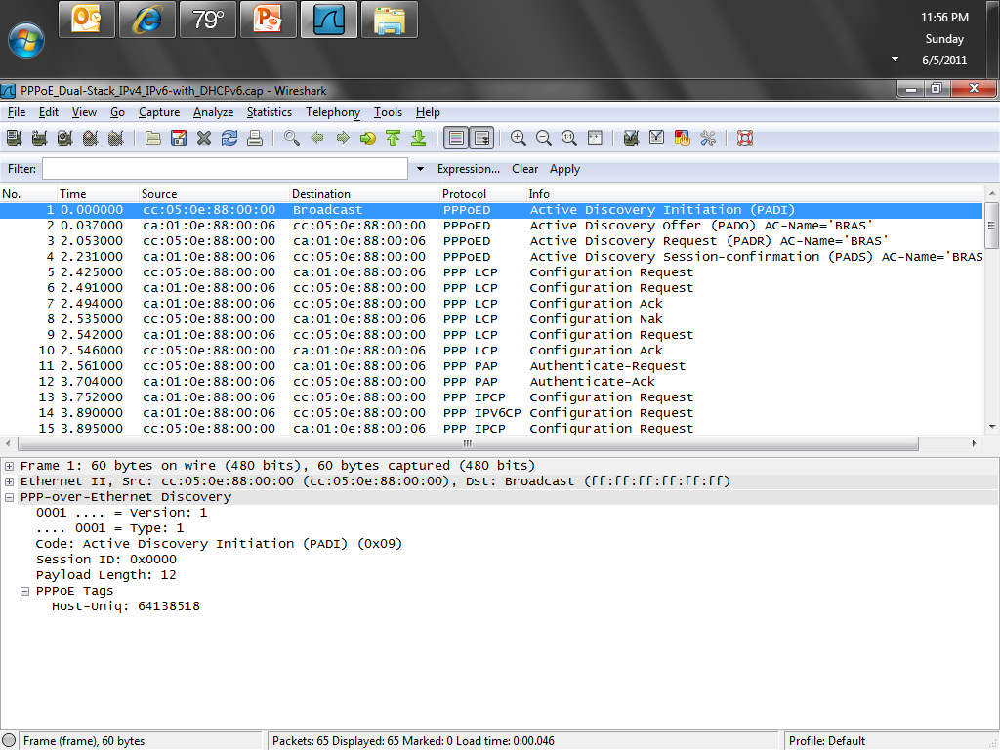 79°
11:56 PM
Sunday
6/5/2011
PPPoE_Dual-Stack_IPv4_IPv6-with_DHCPv6.cap - Wireshark
File Edit View Go Capture Analyze Statistics Telephony Tools Help
Filter: Expression... Clear Apply
No. Time Source Destination Protocol Info
1 0.000000 cc:05:0e:88:00:00 Broadcast PPPoED Active Discovery Initiation (PADI)
2 0.037000 ca:01:0e:88:00:06 cc:05:0e:88:00:00 PPPoED Active Discovery Offer (PADO) AC-Name='BRAS'
3 2.053000 cc:05:0e:88:00:00 ca:01:0e:88:00:06 PPPoED Active Discovery Request (PADR) AC-Name='BRAS'
4 2.231000 ca:01:0e:88:00:06 cc:05:0e:88:00:00 PPPoED Active Discovery Session-confirmation (PADS) AC-Name='BRAS
5 2.425000 cc:05:0e:88:00:00 ca:01:0e:88:00:06 PPP LCP Configuration Request
6 2.491000 ca:01:0e:88:00:06 cc:05:0e:88:00:00 PPP LCP Configuration Request
7 2.494000 cc:05:0e:88:00:00 ca:01:0e:88:00:06 PPP LCP Configuration Ack
8 2.535000 ca:01:0e:88:00:06 cc:05:0e:88:00:00 PPP LCP Configuration Nak
9 2.542000 cc:05:0e:88:00:00 ca:01:0e:88:00:06 PPP LCP Configuration Request
10 2.546000 ca:01:0e:88:00:06 cc:05:0e:88:00:00 PPP LCP Configuration Ack
11 2.561000 cc:05:0e:88:00:00 ca:01:0e:88:00:06 PPP PAP Authenticate-Request
12 3.704000 ca:01:0e:88:00:06 cc:05:0e:88:00:00 PPP PAP Authenticate-Ack
13 3.752000 ca:01:0e:88:00:06 cc:05:0e:88:00:00 PPP IPCP Configuration Request
14 3.890000 ca:01:0e:88:00:06 cc:05:0e:88:00:00 PPP IPV6CP Configuration Request
15 3.895000 cc:05:0e:88:00:00 ca:01:0e:88:00:06 PPP IPCP Configuration Request
Frame 1: 60 bytes on wire (480 bits), 60 bytes captured (480 bits)
Ethernet II, Src: cc:05:0e:88:00:00 (cc:05:0e:88:00:00), Dst: Broadcast (ff:ff:ff:ff:ff:ff)
PPP-over-Ethernet Discovery
0001 .... = Version: 1
.... 0001 = Type: 1
Code: Active Discovery Initiation (PADI) (0x09)
Session ID: 0x0000
Payload Length: 12
PPPoE Tags
Host-Uniq: 64138518
Frame (frame), 60 bytes
Packets: 65 Displayed: 65 Marked: 0 Load time: 0:00.046
Profile: Default